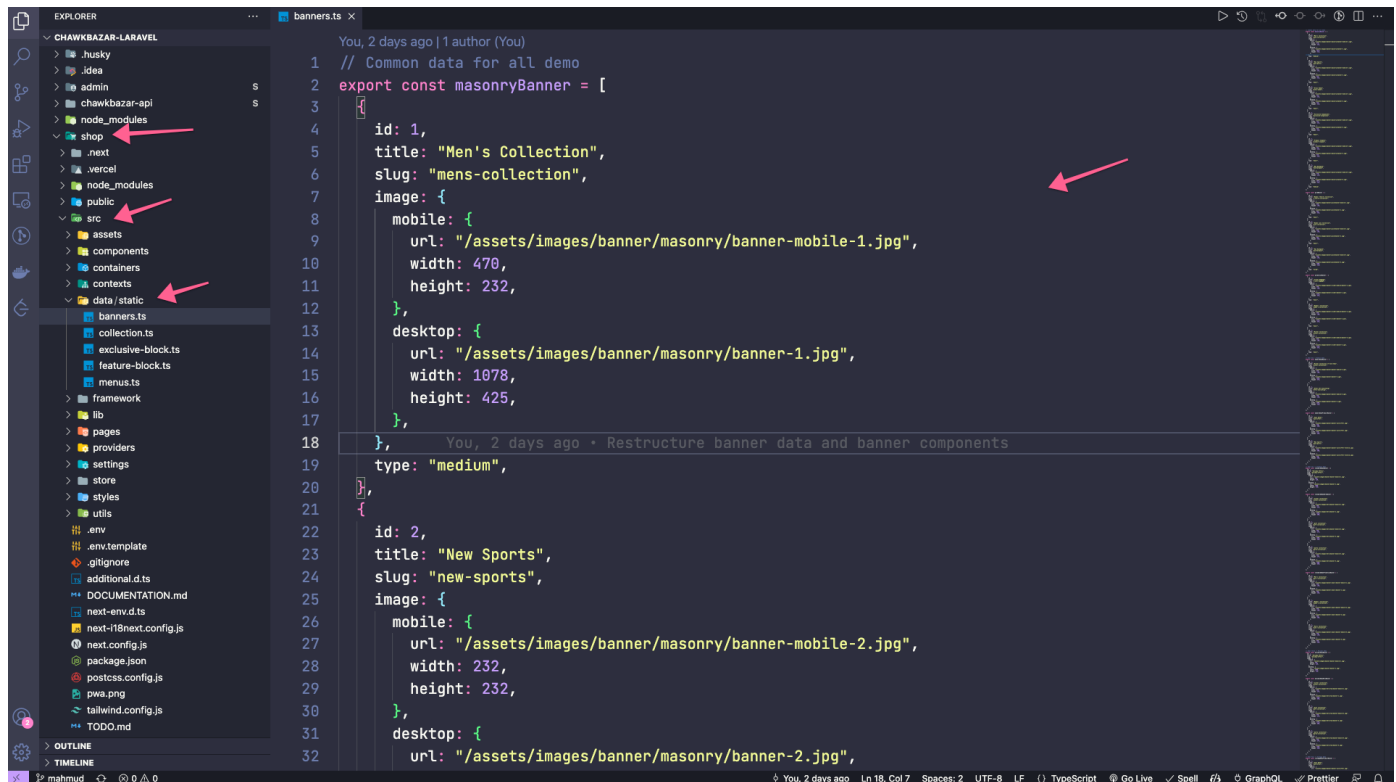 EXPLORER
CHAWKBAZAR-LARAVEL
.husky
.idea
admin S
chawkbazar-api S
node_modules
shop
.next
.vercel
node_modules
public
src
assets
components
containers
contexts
data/static
banners.ts
collection.ts
exclusive-block.ts
feature-block.ts
menus.ts
framework
lib
pages
providers
settings
store
styles
utils
.env
.env.template
.gitignore
additional.d.ts
DOCUMENTATION.md
next-env.d.ts
next-i18next.config.js
next.config.js
package.json
postcss.config.js
pwa.png
tailwind.config.js
TODO.md
OUTLINE
TIMELINE
banners.ts
You, 2 days ago | 1 author (You)
1 // Common data for all demo
2 export const masonryBanner = [
3 {
4 id: 1,
5 title: "Men's Collection",
6 slug: "mens-collection",
7 image: {
8 mobile: {
9 url: "/assets/images/banner/masonry/banner-mobile-1.jpg",
10 width: 470,
11 height: 232,
12 },
13 desktop: {
14 url: "/assets/images/banner/masonry/banner-1.jpg",
15 width: 1078,
16 height: 425,
17 },
18 }, You, 2 days ago • Restructure banner data and banner components
19 type: "medium",
20 },
21 {
22 id: 2,
23 title: "New Sports",
24 slug: "new-sports",
25 image: {
26 mobile: {
27 url: "/assets/images/banner/masonry/banner-mobile-2.jpg",
28 width: 232,
29 height: 232,
30 },
31 desktop: {
32 url: "/assets/images/banner/masonry/banner-2.jpg",
mahmud 0 0 You, 2 days ago Ln 18, Col 7 Spaces: 2 UTF-8 LF {} TypeScript Go Live Spell GraphQL Prettier